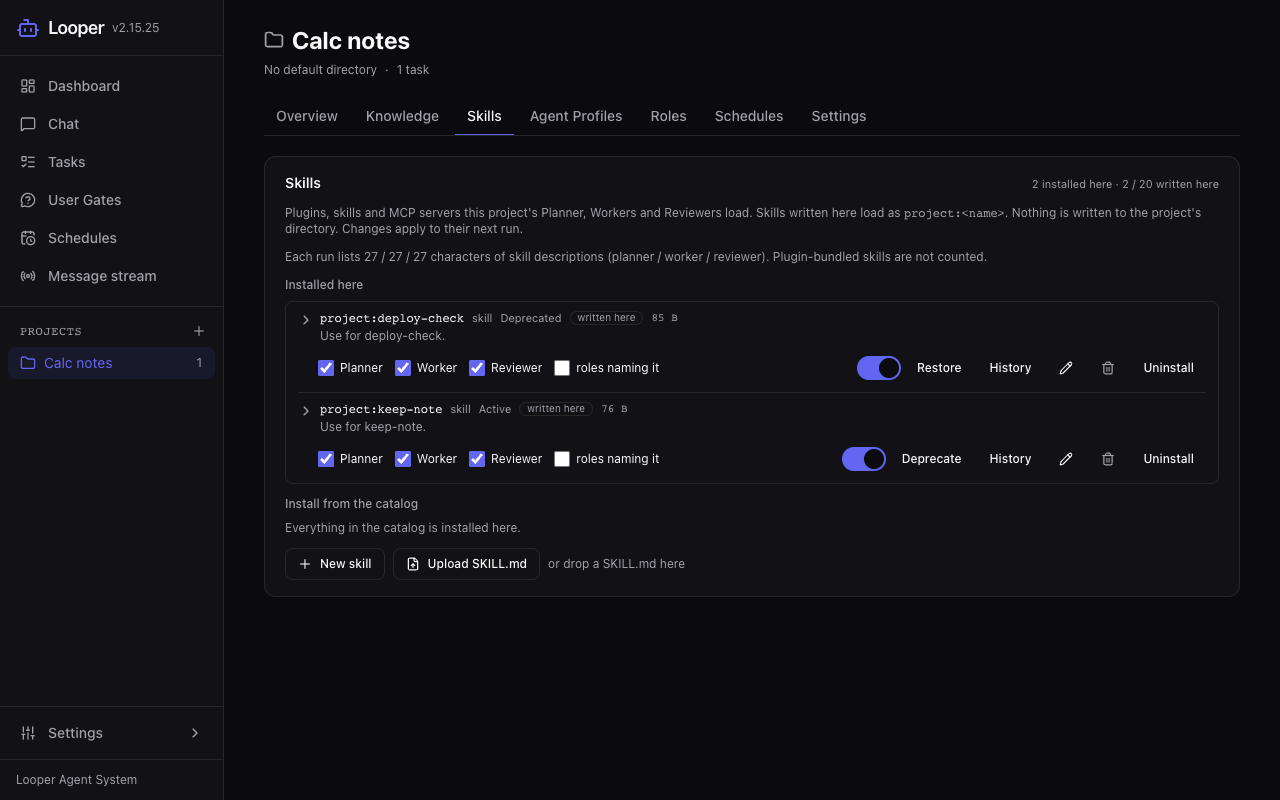 Looper v2.15.25
Dashboard
Chat
Tasks
User Gates
Schedules
Message stream
PROJECTS
Calc notes 1
Settings
Looper Agent System
Calc notes
No default directory · 1 task
Overview Knowledge Skills Agent Profiles Roles Schedules Settings
Skills 2 installed here · 2 / 20 written here
Plugins, skills and MCP servers this project's Planner, Workers and Reviewers load. Skills written here load as project:<name>. Nothing is written to the project's
directory. Changes apply to their next run.
Each run lists 27 / 27 / 27 characters of skill descriptions (planner / worker / reviewer). Plugin-bundled skills are not counted.
Installed here
project:deploy-check skill Deprecated written here 85 B
Use for deploy-check.
Planner Worker Reviewer roles naming it Restore History Uninstall
project:keep-note skill Active written here 76 B
Use for keep-note.
Planner Worker Reviewer roles naming it Deprecate History Uninstall
Install from the catalog
Everything in the catalog is installed here.
New skill Upload SKILL.md or drop a SKILL.md here